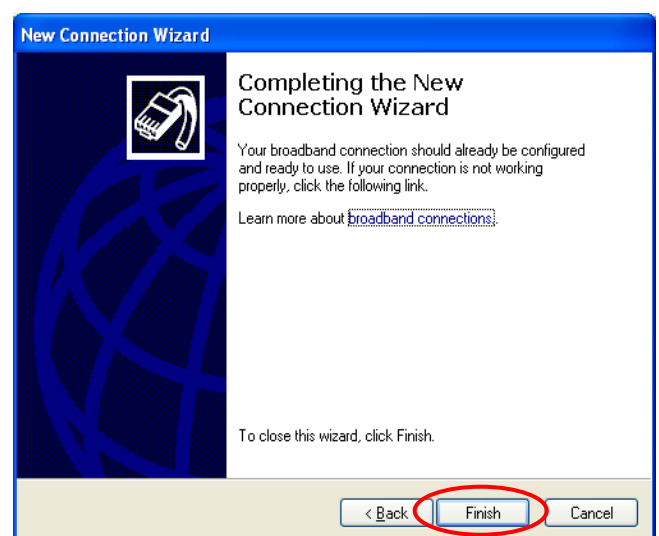 New Connection Wizard
Completing the New
Connection Wizard
Your broadband connection should already be configured
and ready to use. If your connection is not working
properly, click the following link.
Learn more about broadband connections.
To close this wizard, click Finish.
< Back
Finish
Cancel